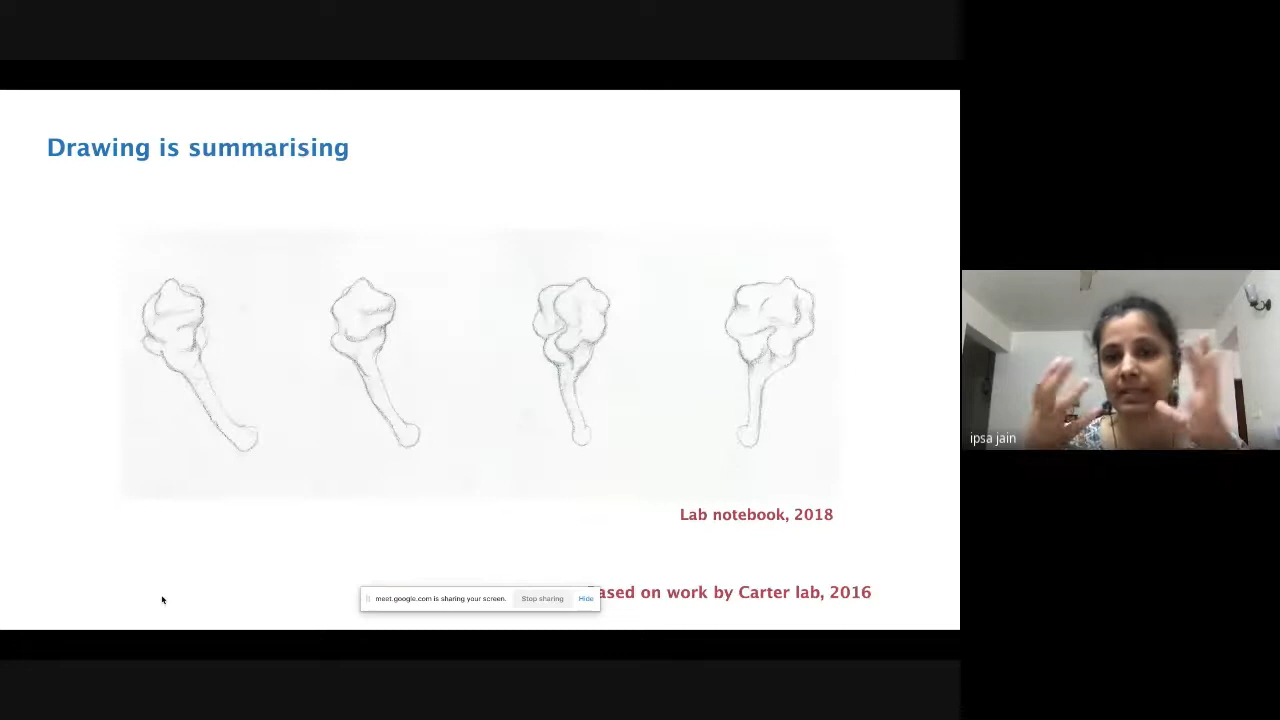 Drawing is summarising
ipsa jain
Lab notebook, 2018
on work by Carter lab, 2016
meet.google.com is sharing your screen. Stop sharing Hide